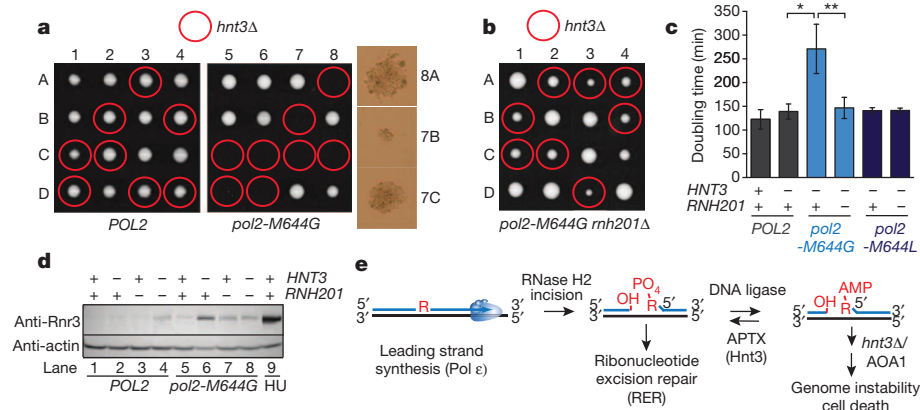 a
hnt3Δ
1 2 3 4 5 6 7 8
A
B
C
D
8A
7B
7C
POL2 pol2-M644G
b
hnt3Δ
1 2 3 4
A
B
C
D
pol2-M644G rnh201Δ
c
Doubling time (min)
350
300
250
200
150
100
50
0
* **
HNT3 + – – – – –
RNH201 + + + – + –
POL2 pol2-M644G pol2-M644L
d
+ + – – + – + – + HNT3
+ – + – + + – – + RNH201
Anti-Rnr3
Anti-actin
Lane 1 2 3 4 5 6 7 8 9
POL2 pol2-M644G HU
e
5′ R 3′
3′ 5′
Leading strand
synthesis (Pol ε)
RNase H2
incision
PO4
OH R
5′ 3′
3′ 5′
Ribonucleotide
excision repair
(RER)
DNA ligase
APTX
(Hnt3)
AMP
OH R
5′ 3′
3′ 5′
hnt3Δ/
AOA1
Genome instability
cell death